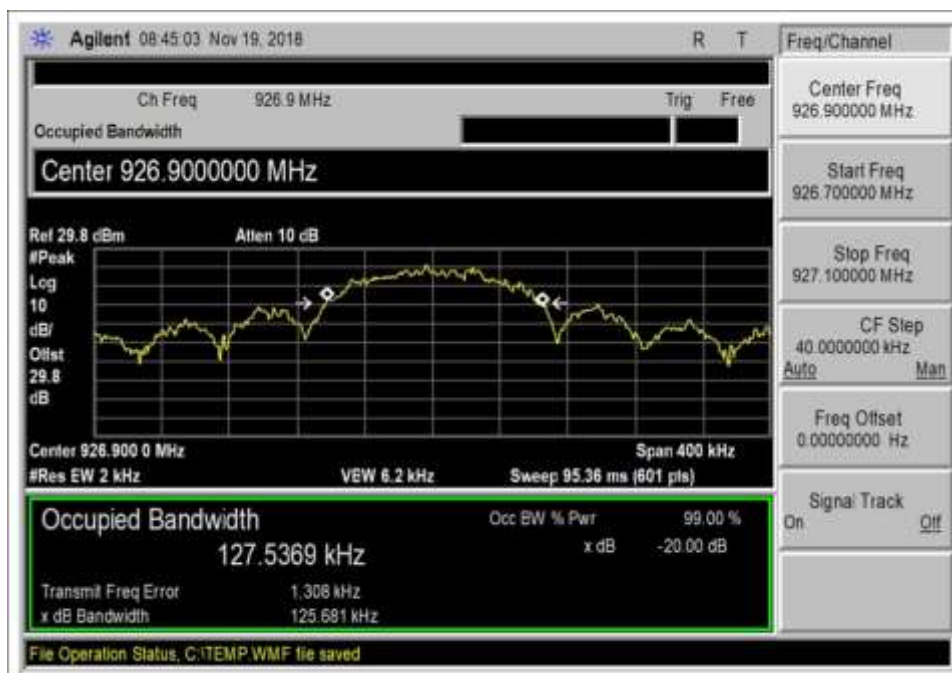 Agilent 08:45:03 Nov 19, 2018 R T
Ch Freq 926.9 MHz Trig Free
Occupied Bandwidth
Center 926.9000000 MHz
Ref 29.8 dBm Atten 10 dB
#Peak
Log
10
dB/
Offst
29.8
dB
Center 926.900 0 MHz Span 400 kHz
#Res BW 2 kHz VBW 6.2 kHz Sweep 95.36 ms (601 pts)
Occupied Bandwidth Occ BW % Pwr 99.00 %
127.5369 kHz x dB -20.00 dB
Transmit Freq Error 1.308 kHz
x dB Bandwidth 125.681 kHz
File Operation Status, C:\TEMP.WMF file saved
Freq/Channel
Center Freq
926.900000 MHz
Start Freq
926.700000 MHz
Stop Freq
927.100000 MHz
CF Step
40.0000000 kHz
Auto Man
Freq Offset
0.00000000 Hz
Signal Track
On Off